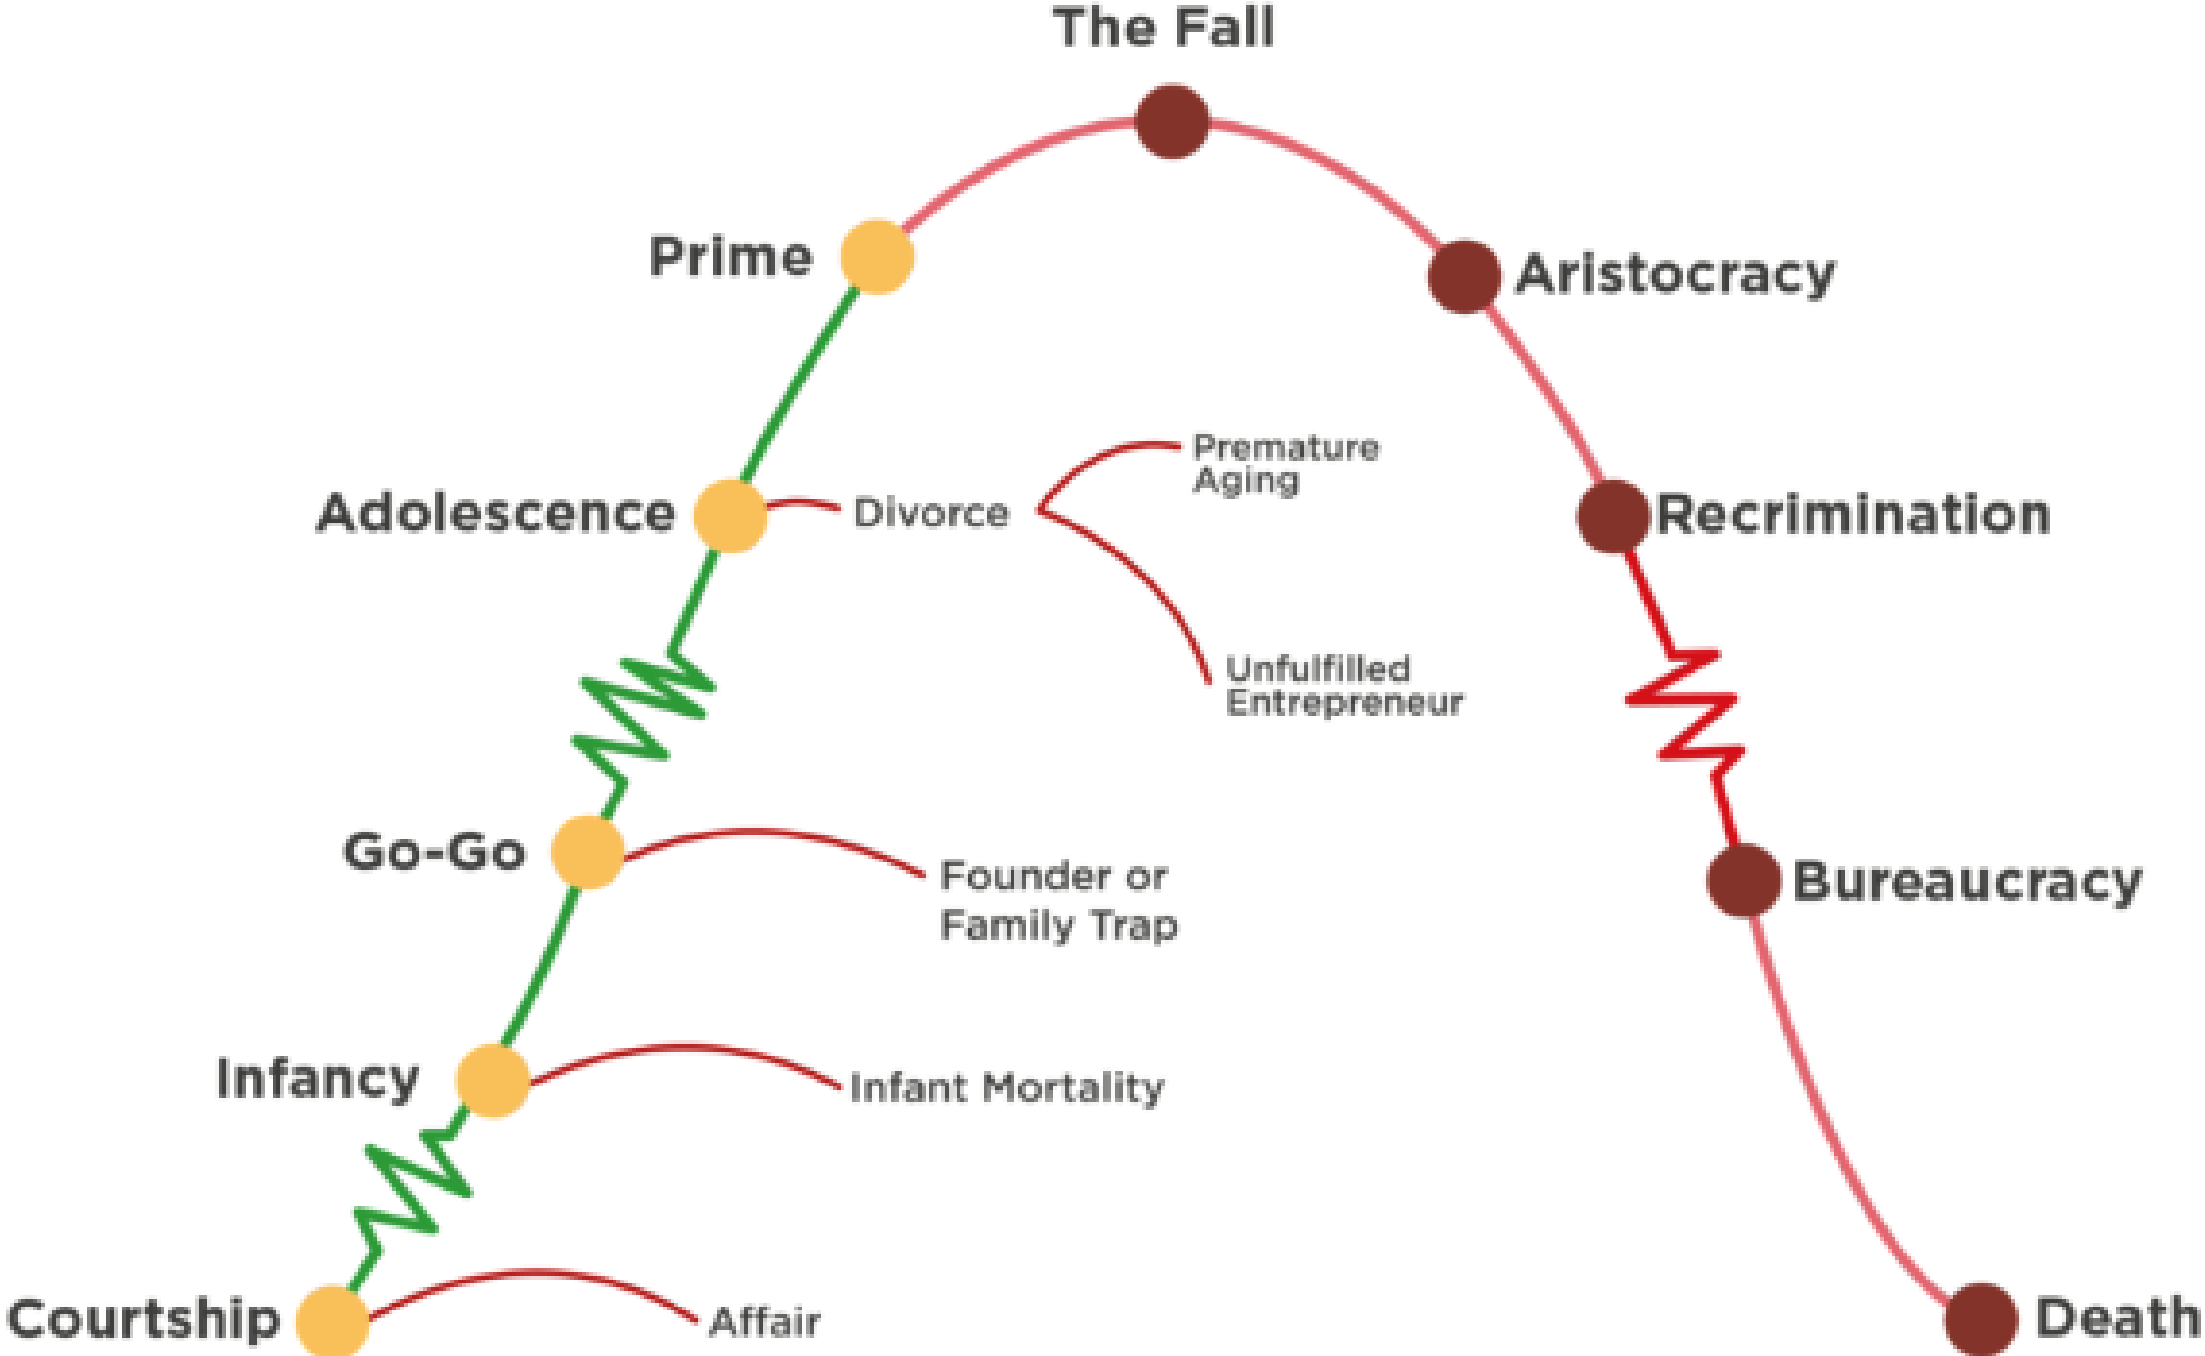 The Fall
Prime
Aristocracy
Premature
Aging
Adolescence
Divorce
Recrimination
Unfulfilled
Entrepreneur
Go-Go
Founder or
Family Trap
Bureaucracy
Infancy
Infant Mortality
Courtship
Affair
Death